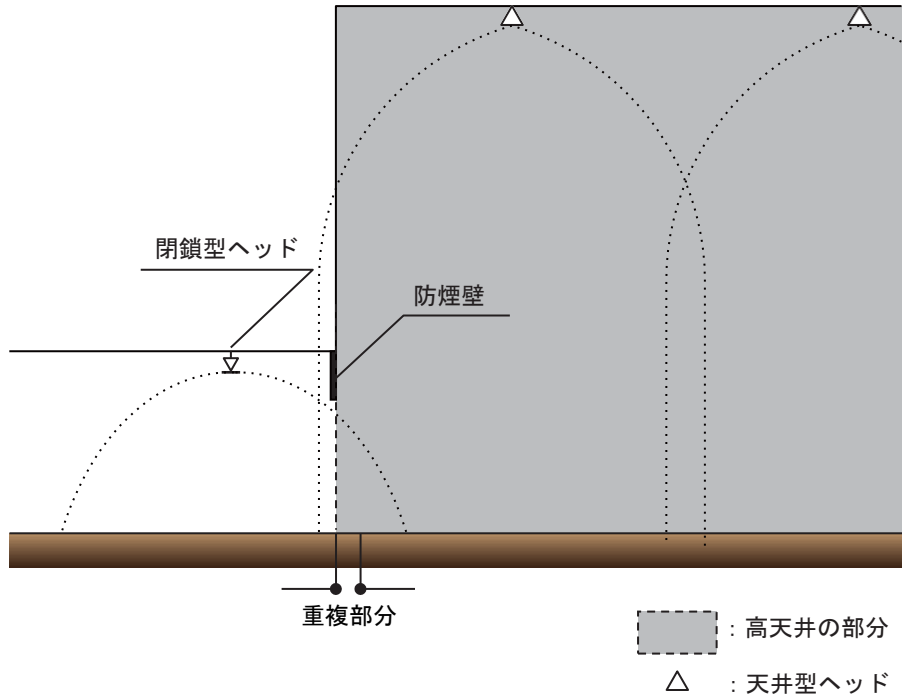 閉鎖型ヘッド
防煙壁
重複部分
：高天井の部分
：天井型ヘッド